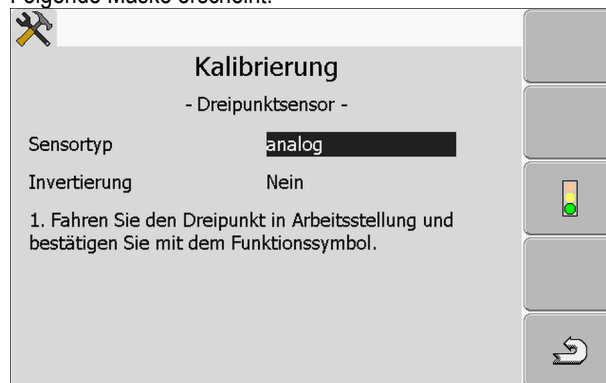 Folgende Maske erscheint:
Kalibrierung
- Dreipunktsensor -
Sensortyp analog
Invertierung Nein
1. Fahren Sie den Dreipunkt in Arbeitsstellung und
bestätigen Sie mit dem Funktionssymbol.